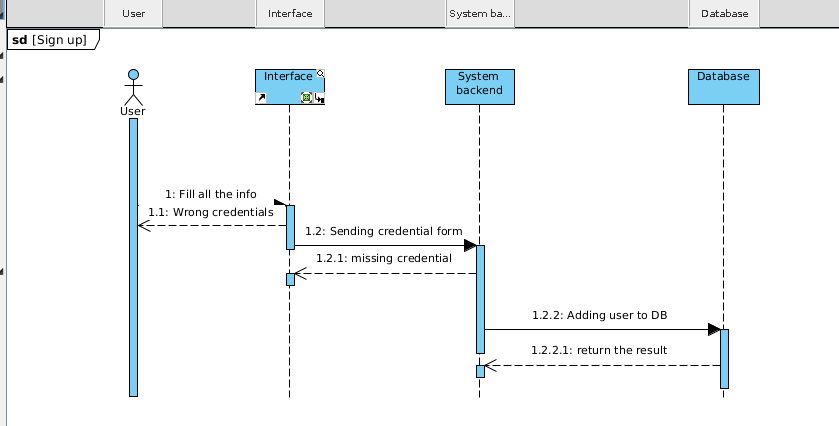 User
Interface
System ba...
Database
sd [Sign up]
Interface
System
backend
Database
User
1: Fill all the info
1.1: Wrong credentials
1.2: Sending credential form
1.2.1: missing credential
1.2.2: Adding user to DB
1.2.2.1: return the result